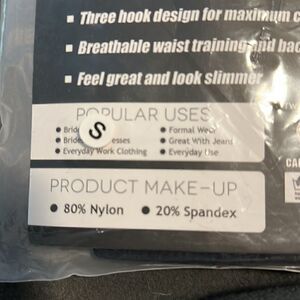 Three hook design for maximum c
Breathable waist training and bac
Feel great and look slimmer
POPULAR USES
S
Formal Wear
Great With Jeans
Everyday Work Clothing
Everyday Use
PRODUCT MAKE-UP
80% Nylon
20% Spandex